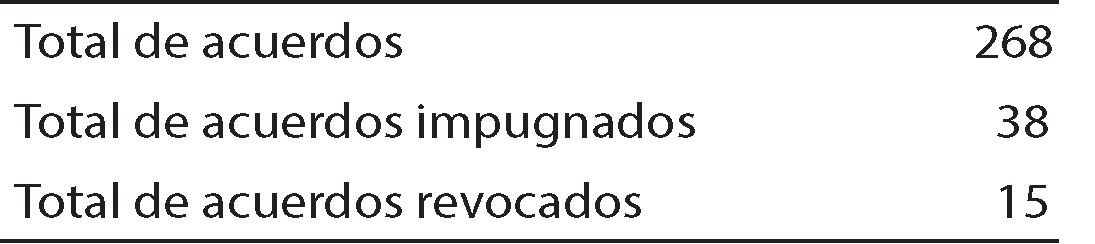 Total de acuerdos 268
Total de acuerdos impugnados 38
Total de acuerdos revocados 15